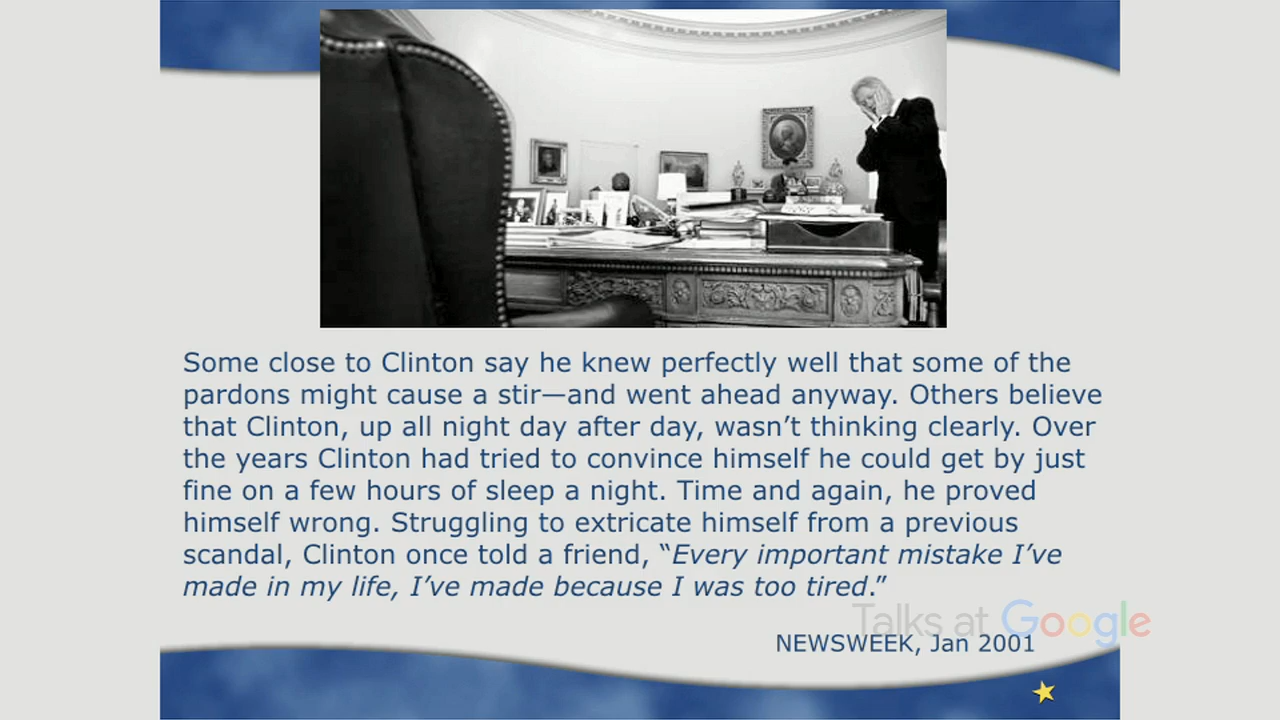 Some close to Clinton say he knew perfectly well that some of the
pardons might cause a stir—and went ahead anyway. Others believe
that Clinton, up all night day after day, wasn’t thinking clearly. Over
the years Clinton had tried to convince himself he could get by just
fine on a few hours of sleep a night. Time and again, he proved
himself wrong. Struggling to extricate himself from a previous
scandal, Clinton once told a friend, “Every important mistake I’ve
made in my life, I’ve made because I was too tired.”
Talks at Google
NEWSWEEK, Jan 2001